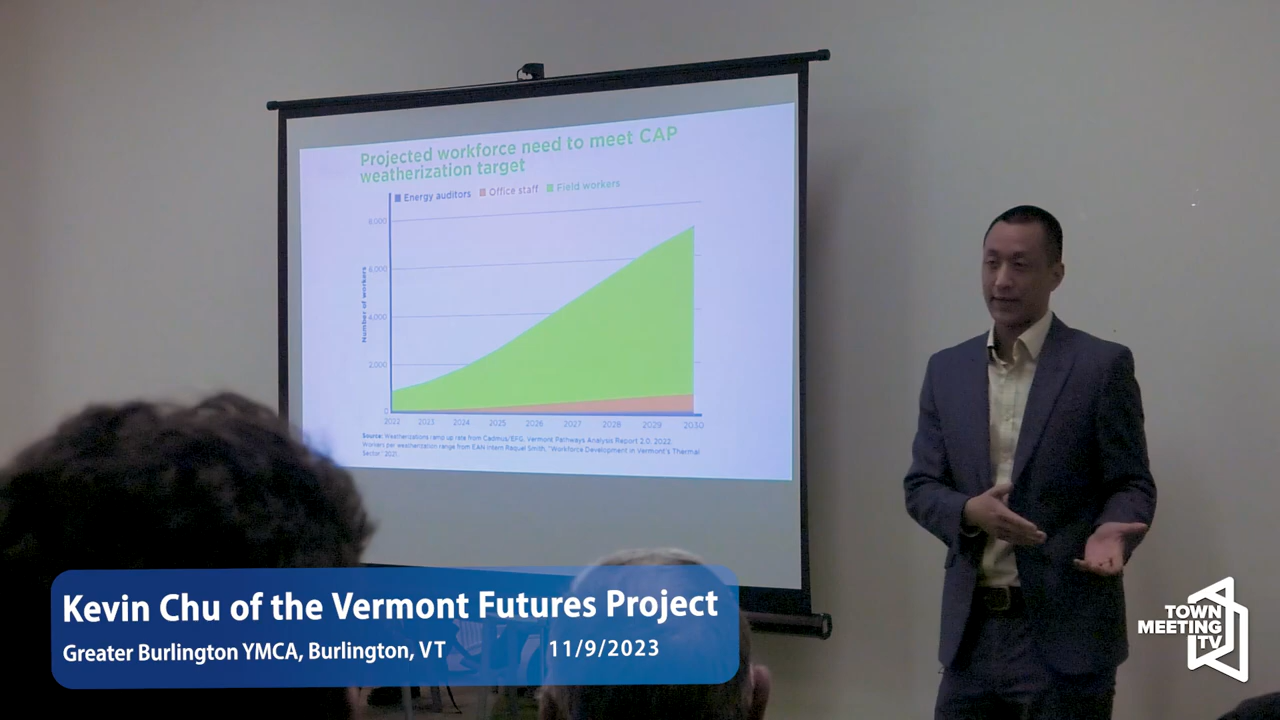 Projected workforce need to meet CAP
weatherization target
Energy auditors Office staff Field workers
Number of workers
8,000
6,000
4,000
2,000
0
2022 2023 2024 2025 2026 2027 2028 2029 2030
Source: Weatherizations ramp up rate from Cadmus/EFG, Vermont Pathways Analysis Report 2.0, 2022.
Workers per weatherization range from EAN intern Raquel Smith, "Workforce Development in Vermont's Thermal
Sector" 2021.
Kevin Chu of the Vermont Futures Project
Greater Burlington YMCA, Burlington, VT 11/9/2023
TOWN
MEETING
TV